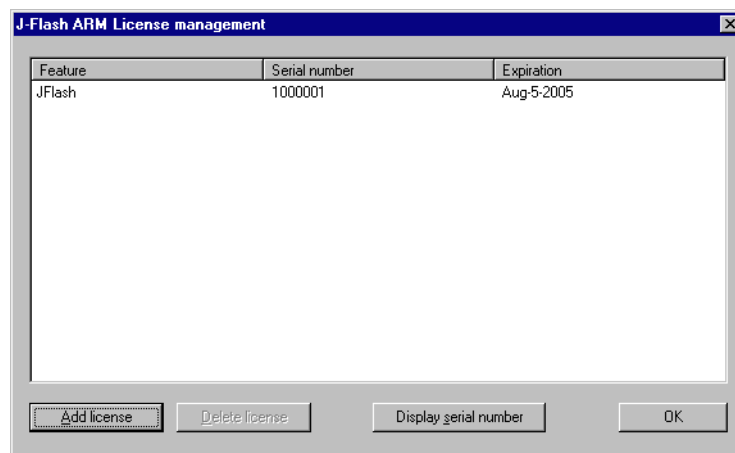 J-Flash ARM License management
Feature Serial number Expiration
JFlash 1000001 Aug-5-2005
Add license Delete license Display serial number OK